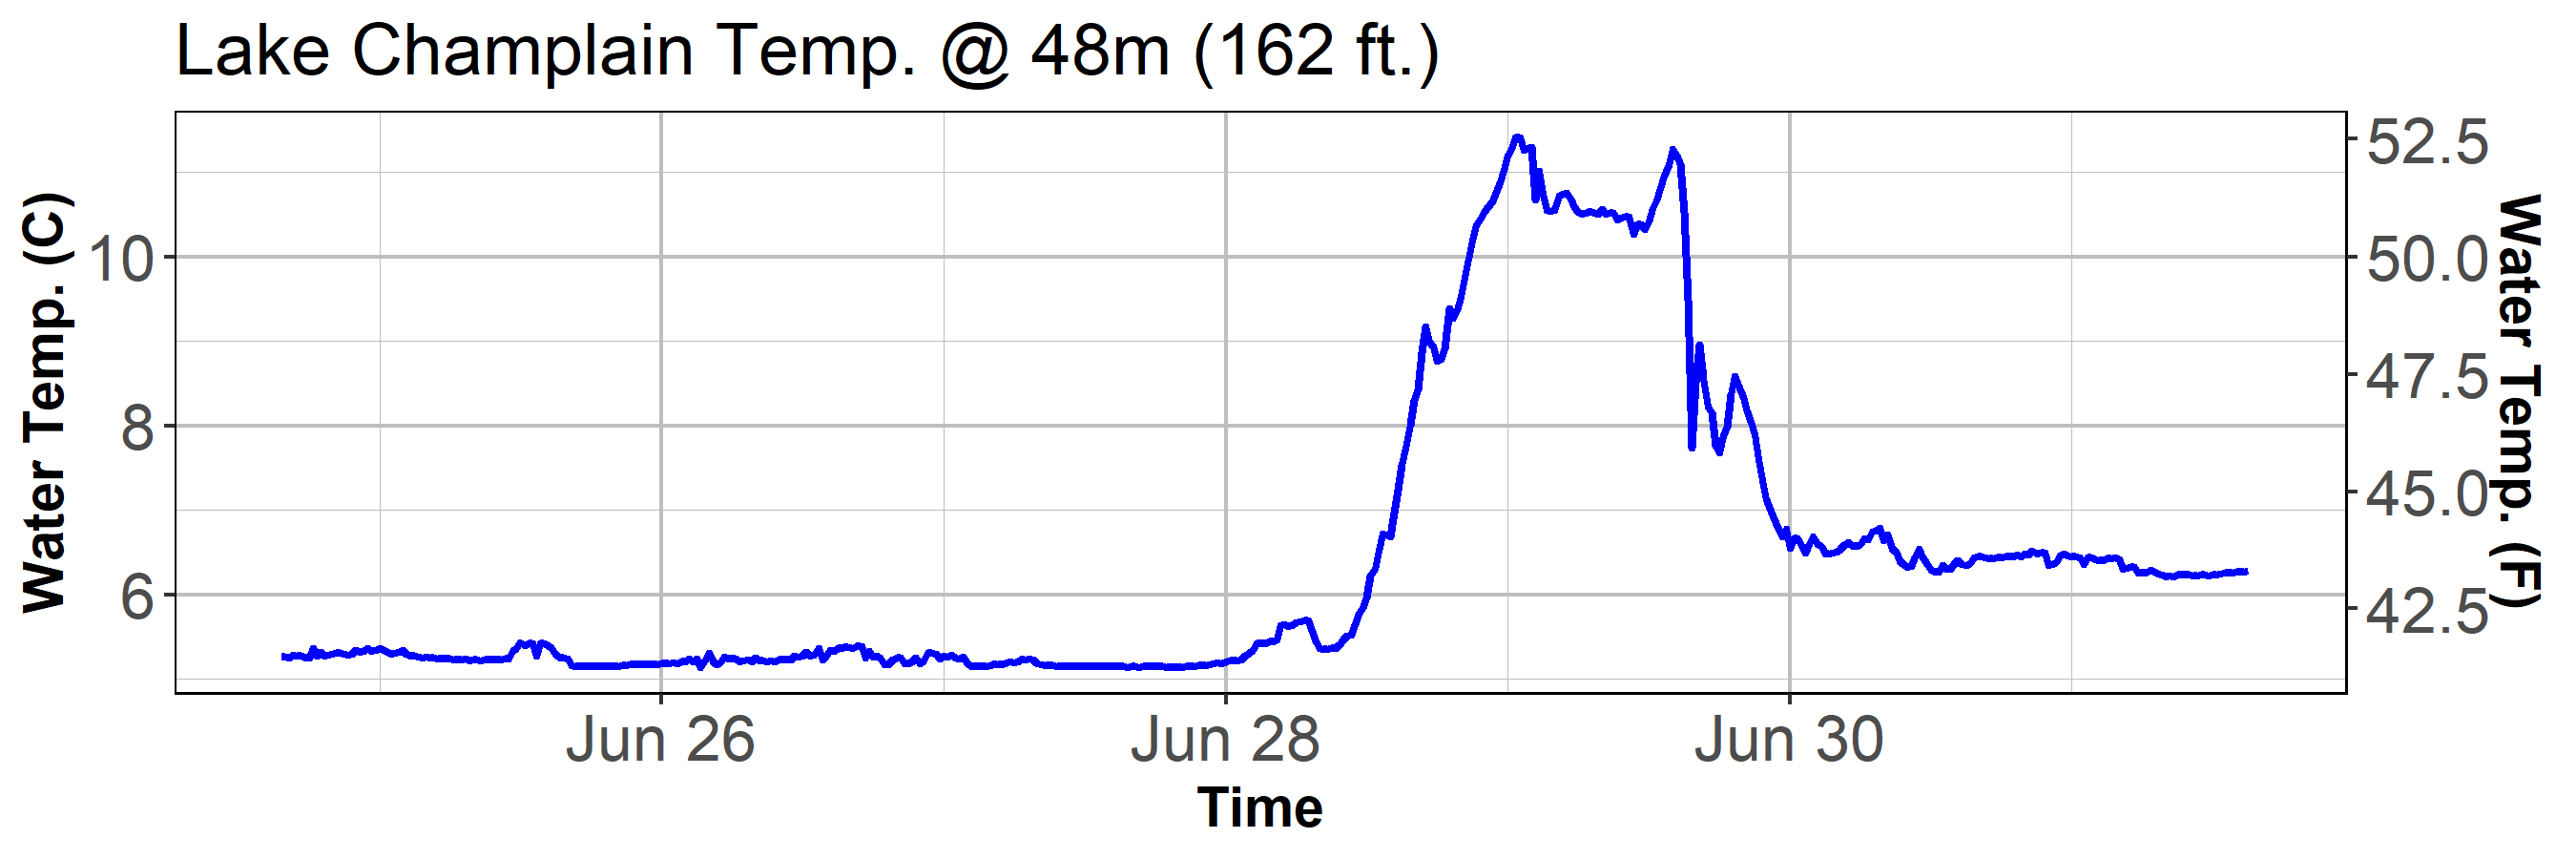 Lake Champlain Temp. @ 48m (162 ft.)
Water Temp. (C)
10
8
6
52.5
50.0
47.5
45.0
42.5
Water Temp. (F)
Jun 26
Jun 28
Jun 30
Time